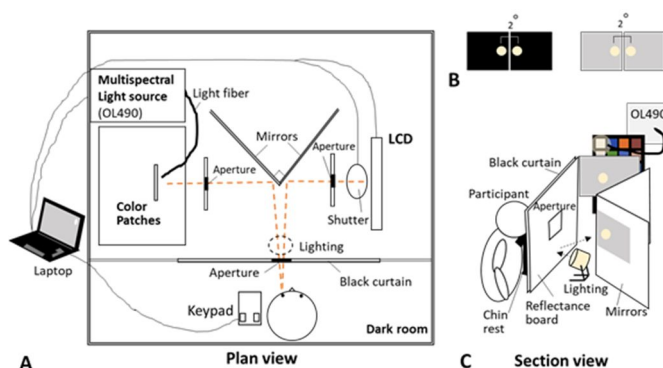 Multispectral
Light source
(OL490)
Light fiber
Mirrors
LCD
Aperture
Aperture
Color
Patches
Shutter
Lighting
Laptop
Aperture
Black curtain
Keypad
Dark room
A
Plan view
2°
2°
B
OL490
Black curtain
Participant
Aperture
Lighting
Chin
rest
Reflectance
board
Mirrors
C
Section view